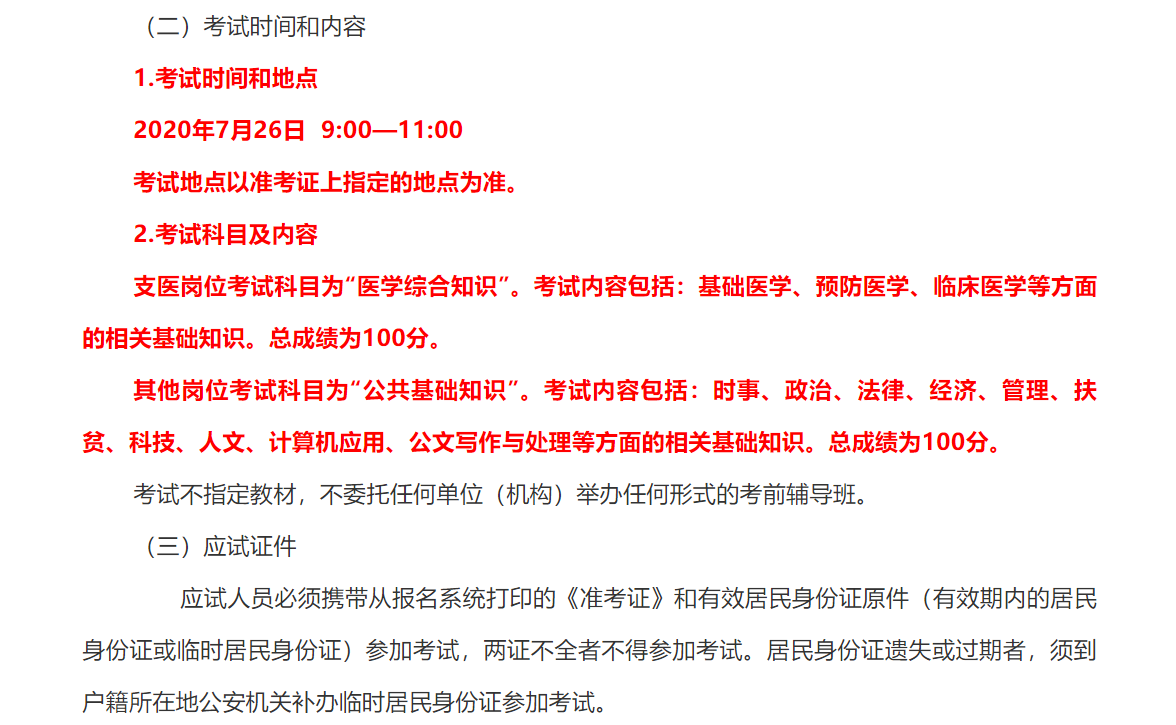 （二）考试时间和内容
1.考试时间和地点
2020年7月26日  9:00—11:00
考试地点以准考证上指定的地点为准。
2.考试科目及内容
支医岗位考试科目为“医学综合知识”。考试内容包括：基础医学、预防医学、临床医学等方面
的相关基础知识。总成绩为100分。
其他岗位考试科目为“公共基础知识”。考试内容包括：时事、政治、法律、经济、管理、扶
贫、科技、人文、计算机应用、公文写作与处理等方面的相关基础知识。总成绩为100分。
考试不指定教材，不委托任何单位（机构）举办任何形式的考前辅导班。
（三）应试证件
应试人员必须携带从报名系统打印的《准考证》和有效居民身份证原件（有效期内的居民
身份证或临时居民身份证）参加考试，两证不全者不得参加考试。居民身份证遗失或过期者，须到
户籍所在地公安机关补办临时居民身份证参加考试。